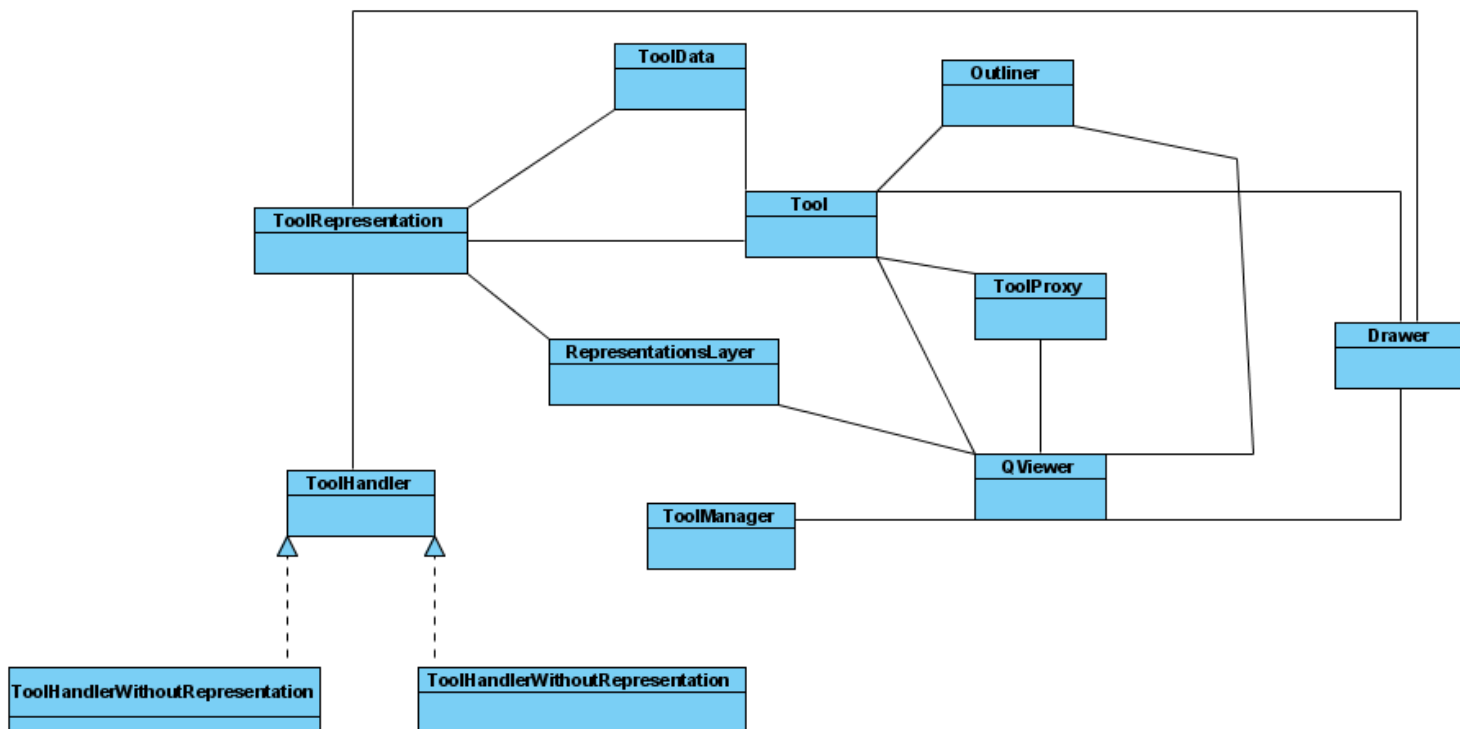 ToolData
Outliner
Tool
ToolRepresentation
ToolProxy
Drawer
RepresentationsLayer
QViewer
ToolHandler
ToolManager
ToolHandlerWithoutRepresentation
ToolHandlerWithoutRepresentation